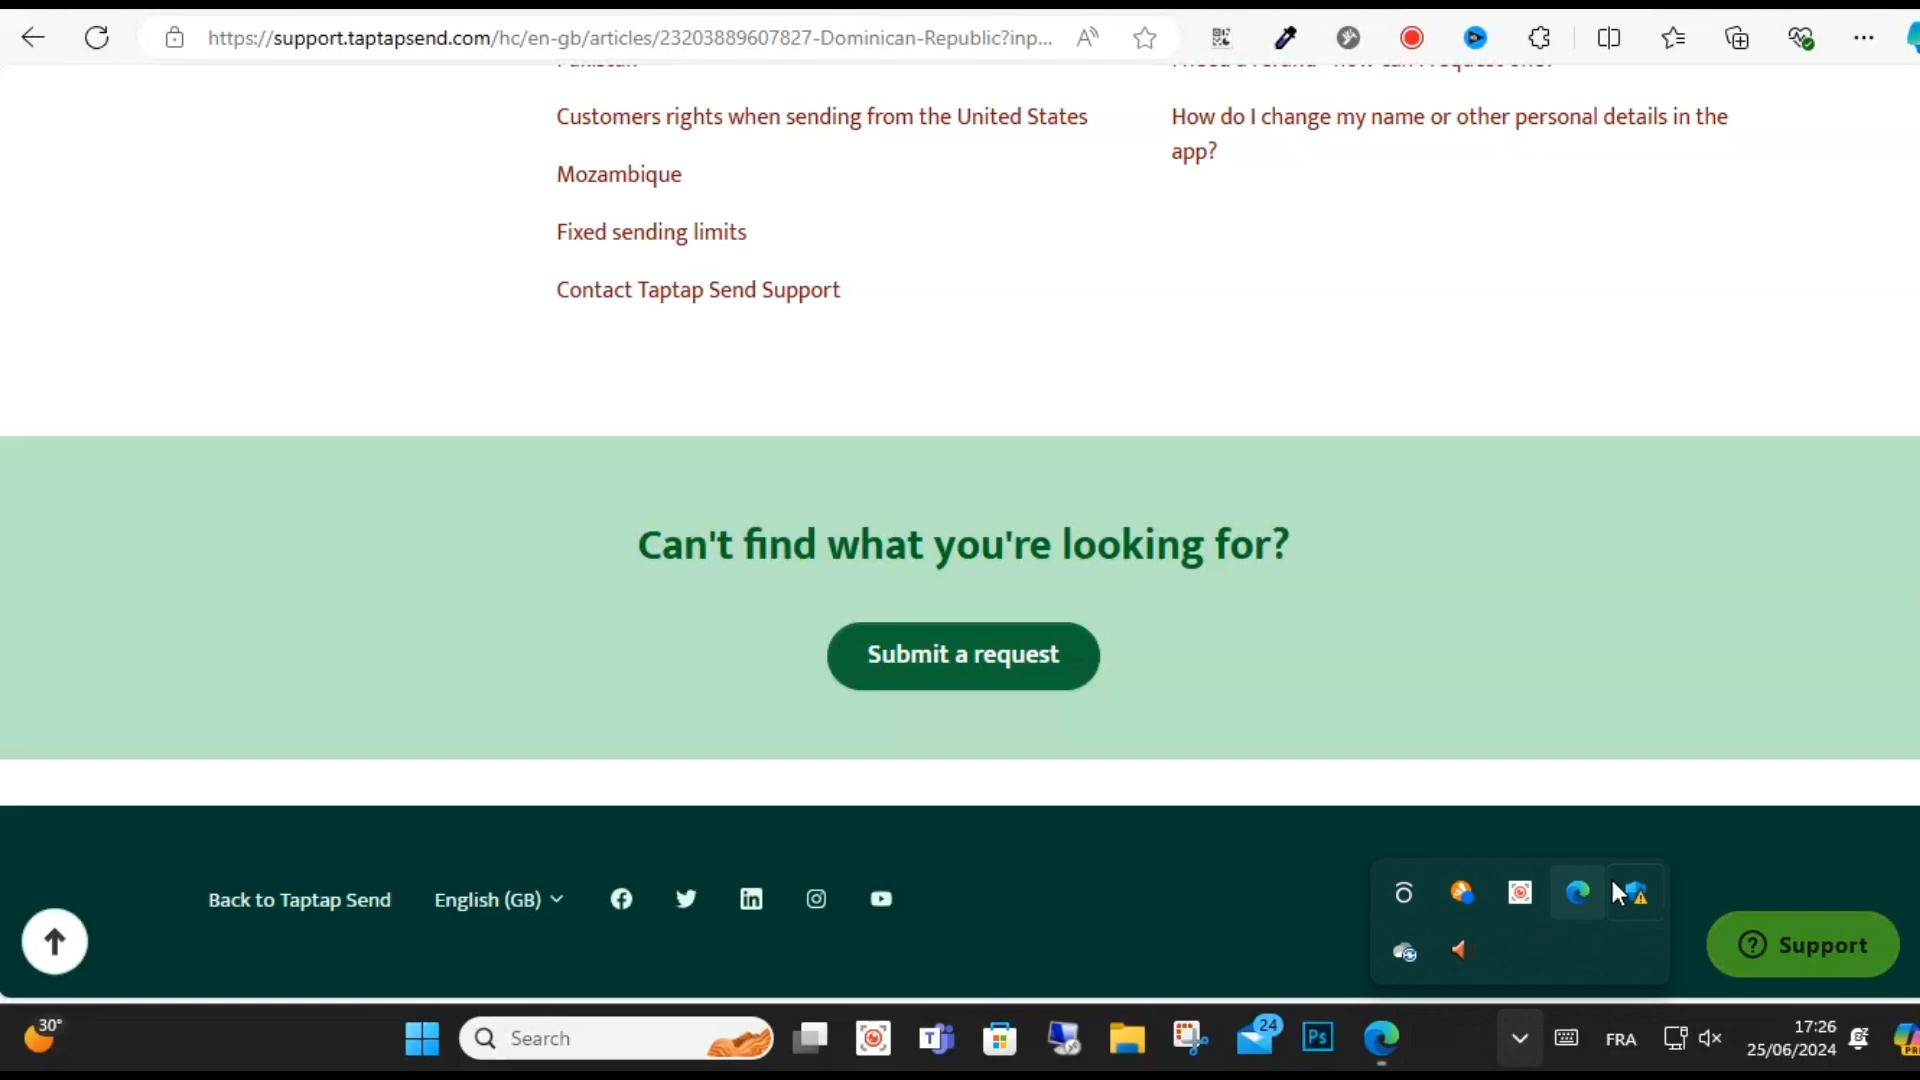 https://support.taptapsend.com/hc/en-gb/articles/23203889607827-Dominican-Republic?inp...
Customers rights when sending from the United States
How do I change my name or other personal details in the
app?
Mozambique
Fixed sending limits
Contact Taptap Send Support
Can't find what you're looking for?
Submit a request
Back to Taptap Send
English (GB)
Support
30°
Search
24
Ps
FRA
17:26
25/06/2024